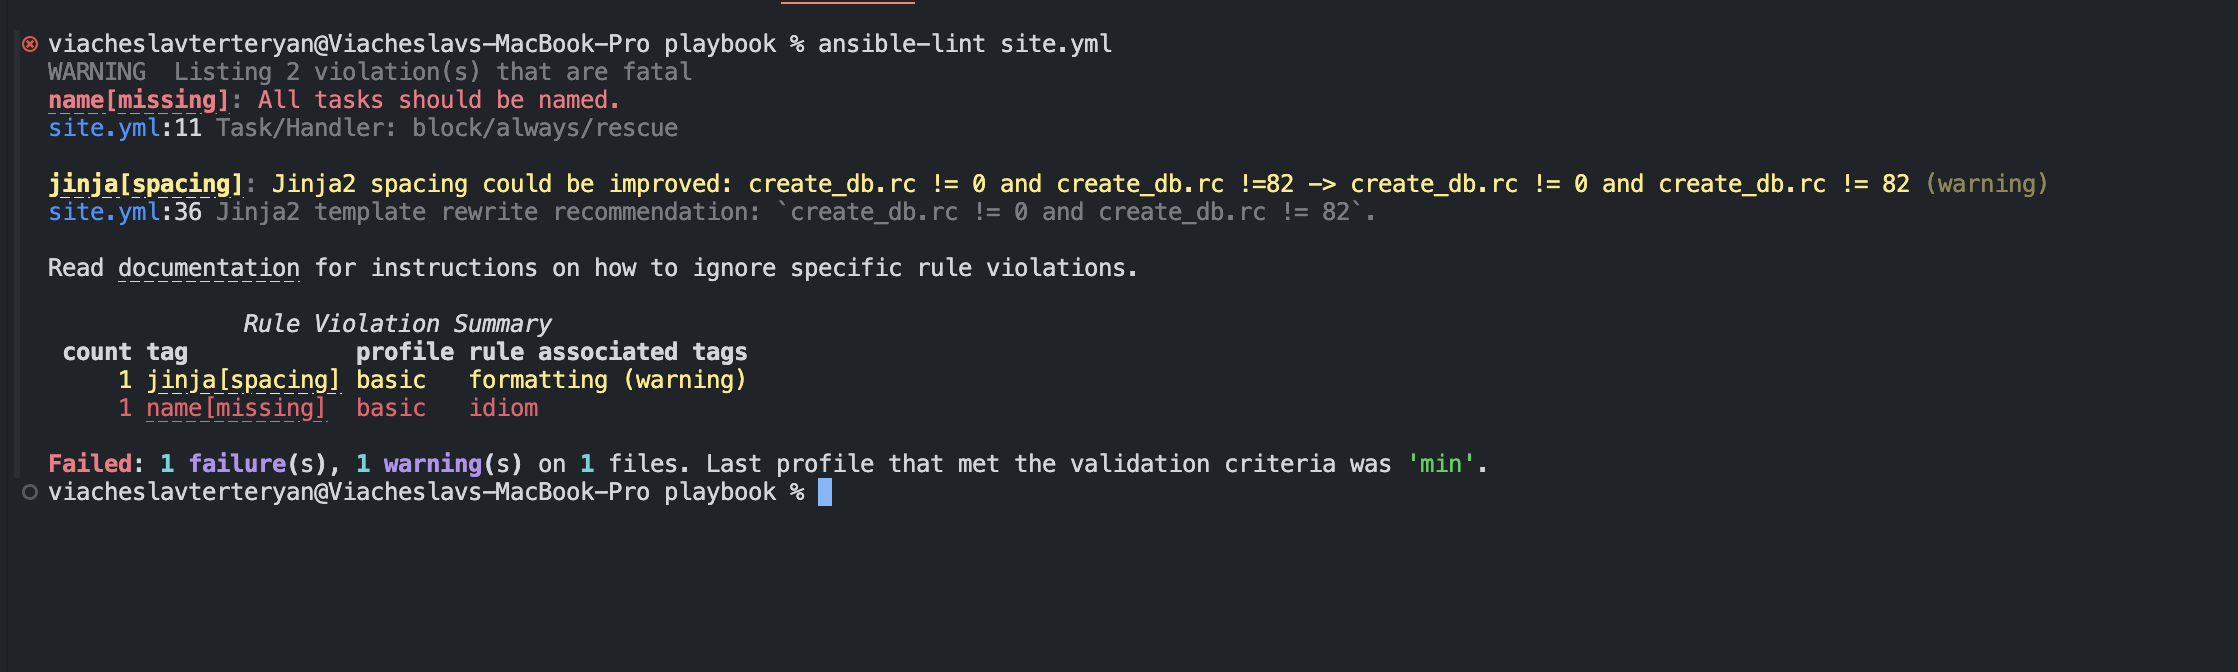 viacheslavterteryan@Viacheslavs-MacBook-Pro playbook % ansible-lint site.yml
WARNING  Listing 2 violation(s) that are fatal
name[missing]: All tasks should be named.
site.yml:11 Task/Handler: block/always/rescue
jinja[spacing]: Jinja2 spacing could be improved: create_db.rc != 0 and create_db.rc !=82 -> create_db.rc != 0 and create_db.rc != 82 (warning)
site.yml:36 Jinja2 template rewrite recommendation: `create_db.rc != 0 and create_db.rc != 82`.
Read documentation for instructions on how to ignore specific rule violations.
Rule Violation Summary
count tag profile rule associated tags
1 jinja[spacing] basic formatting (warning)
1 name[missing] basic idiom
Failed: 1 failure(s), 1 warning(s) on 1 files. Last profile that met the validation criteria was 'min'.
viacheslavterteryan@Viacheslavs-MacBook-Pro playbook %